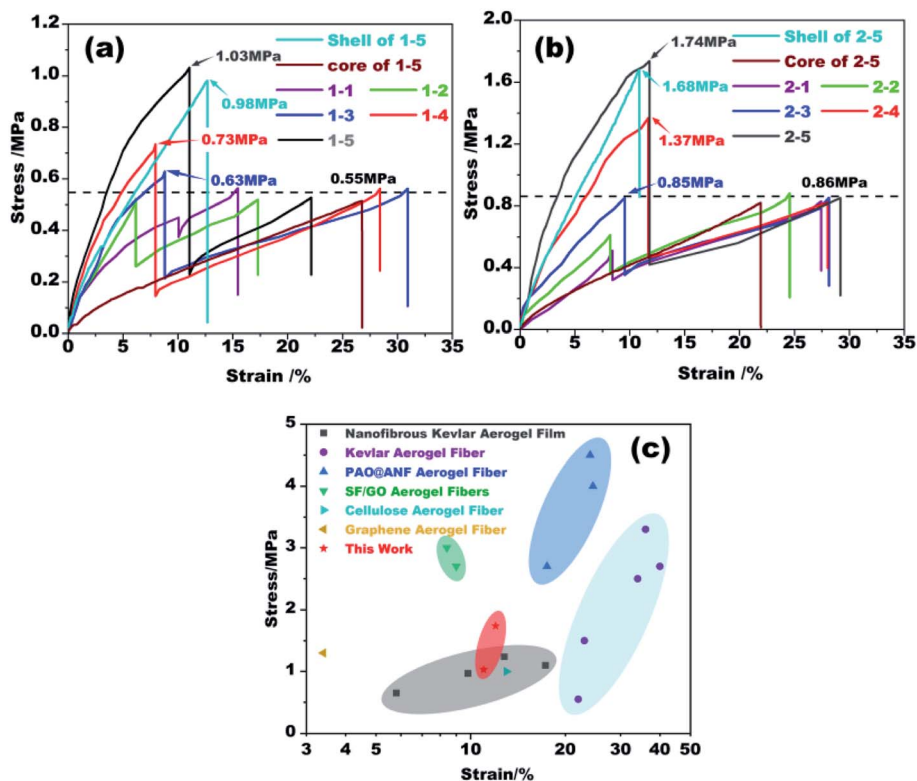 (a)
1.2
1.0
0.8
0.6
0.4
0.2
0.0
Stress /MPa
0 5 10 15 20 25 30 35
Strain /%
Shell of 1-5
core of 1-5
1-1 1-2
1-3 1-4
1-5
1.03MPa
0.98MPa
0.73MPa
0.63MPa
0.55MPa
(b)
2.0
1.6
1.2
0.8
0.4
0.0
Stress /MPa
0 5 10 15 20 25 30 35
Strain /%
Shell of 2-5
Core of 2-5
2-1 2-2
2-3 2-4
2-5
1.74MPa
1.68MPa
1.37MPa
0.85MPa
0.86MPa
(c)
5
4
3
2
1
0
Stress/MPa
3 4 5 10 20 30 40 50
Strain/%
Nanofibrous Kevlar Aerogel Film
Kevlar Aerogel Fiber
PAO@ANF Aerogel Fiber
SF/GO Aerogel Fibers
Cellulose Aerogel Fiber
Graphene Aerogel Fiber
This Work